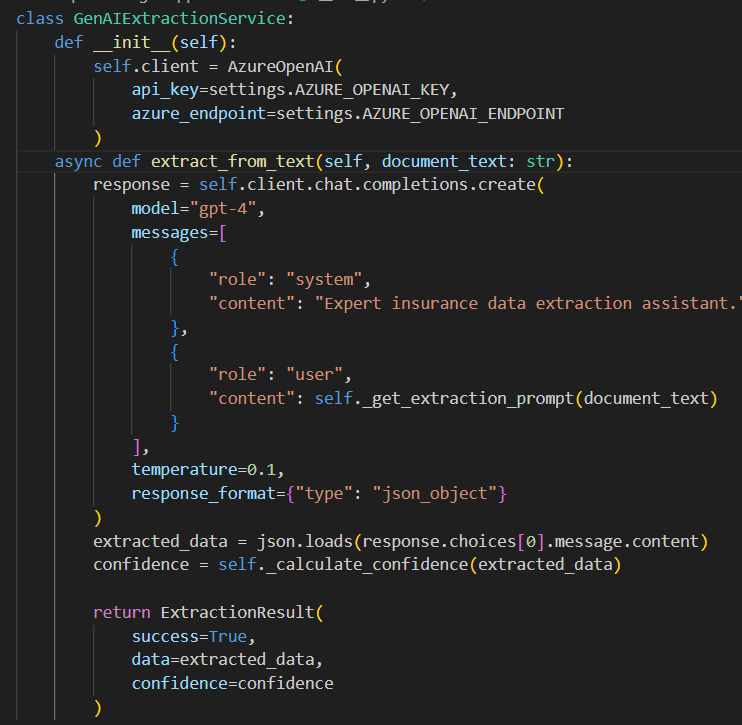 class GenAIExtractionService:
    def __init__(self):
        self.client = AzureOpenAI(
            api_key=settings.AZURE_OPENAI_KEY,
            azure_endpoint=settings.AZURE_OPENAI_ENDPOINT
        )
    async def extract_from_text(self, document_text: str):
        response = self.client.chat.completions.create(
            model="gpt-4",
            messages=[
                {
                    "role": "system",
                    "content": "Expert insurance data extraction assistant."
                },
                {
                    "role": "user",
                    "content": self._get_extraction_prompt(document_text)
                }
            ],
            temperature=0.1,
            response_format={"type": "json_object"}
        )
        extracted_data = json.loads(response.choices[0].message.content)
        confidence = self._calculate_confidence(extracted_data)

        return ExtractionResult(
            success=True,
            data=extracted_data,
            confidence=confidence
        )